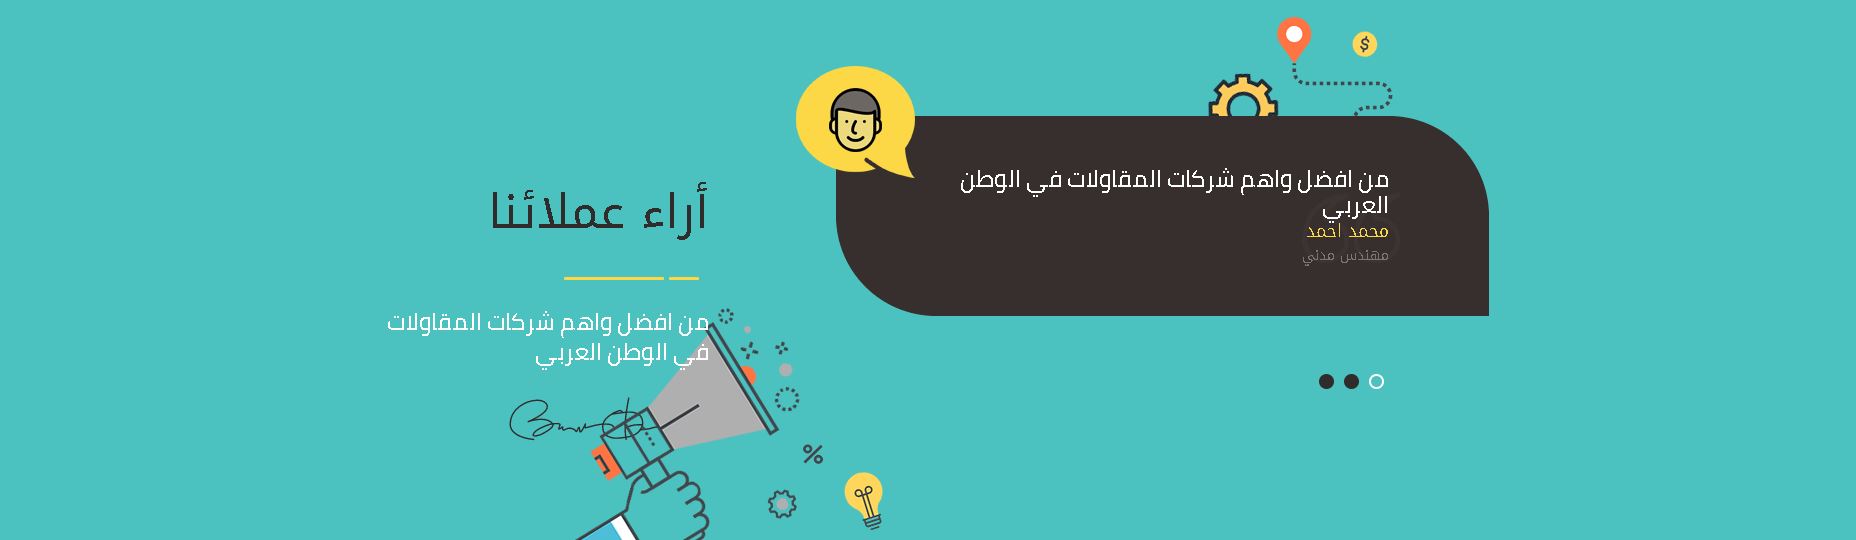 من افضل واهم شركات المقاولات في الوطن
العربي
محمد احمد
مهندس مدني
أراء عملائنا
من افضل واهم شركات المقاولات
في الوطن العربي